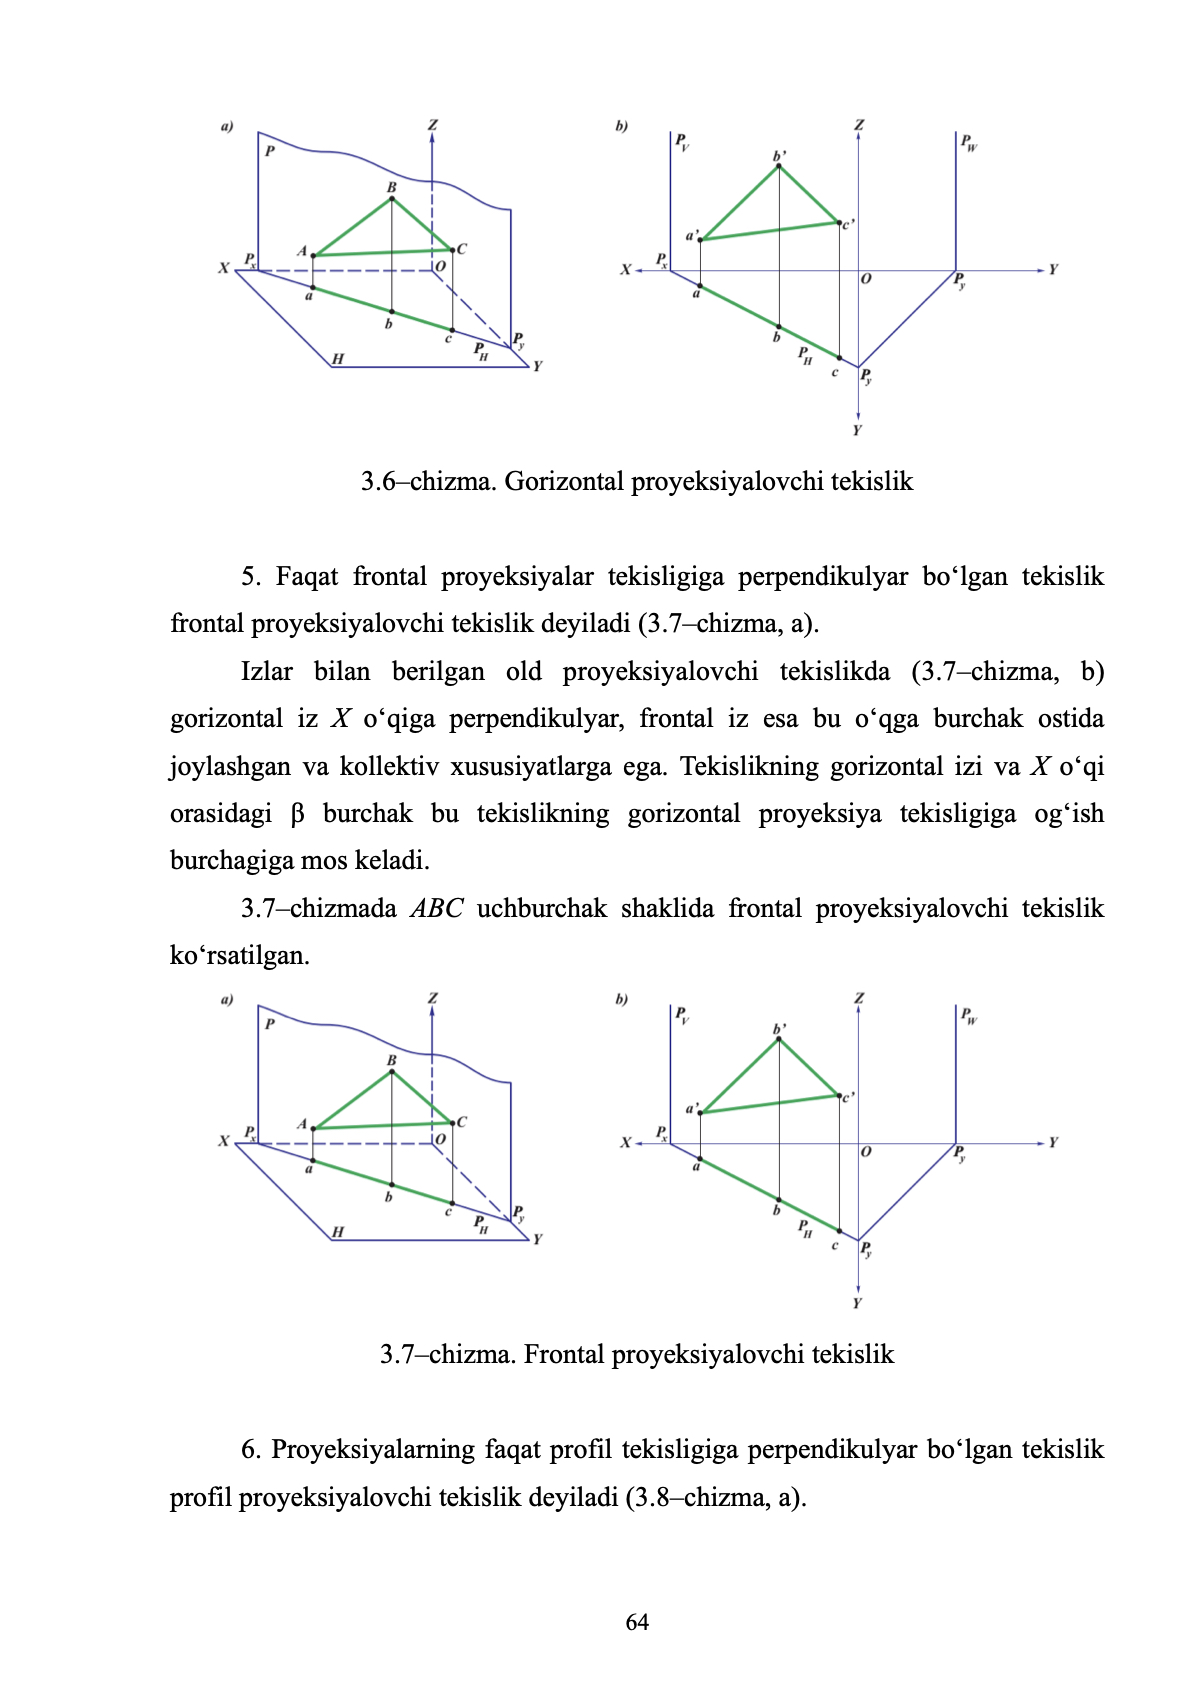 a) Z b) Z
P P_V b' P_W
B
A C a' c'
X P_x O X P_x O P_y Y
a a
b b
c P_H P_y P_H
H Y c P_y
Y
3.6–chizma. Gorizontal proyeksiyalovchi tekislik
5. Faqat frontal proyeksiyalar tekisligiga perpendikulyar bo‘lgan tekislik
frontal proyeksiyalovchi tekislik deyiladi (3.7–chizma, a).
Izlar bilan berilgan old proyeksiyalovchi tekislikda (3.7–chizma, b)
gorizontal iz X o‘qiga perpendikulyar, frontal iz esa bu o‘qga burchak ostida
joylashgan va kollektiv xususiyatlarga ega. Tekislikning gorizontal izi va X o‘qi
orasidagi β burchak bu tekislikning gorizontal proyeksiya tekisligiga og‘ish
burchagiga mos keladi.
3.7–chizmada ABC uchburchak shaklida frontal proyeksiyalovchi tekislik
ko‘rsatilgan.
a) Z b) Z
P P_V b' P_W
B
A C a' c'
X P_x O X P_x O P_y Y
a a
b b
c P_H P_y P_H
H Y c P_y
Y
3.7–chizma. Frontal proyeksiyalovchi tekislik
6. Proyeksiyalarning faqat profil tekisligiga perpendikulyar bo‘lgan tekislik
profil proyeksiyalovchi tekislik deyiladi (3.8–chizma, a).
64